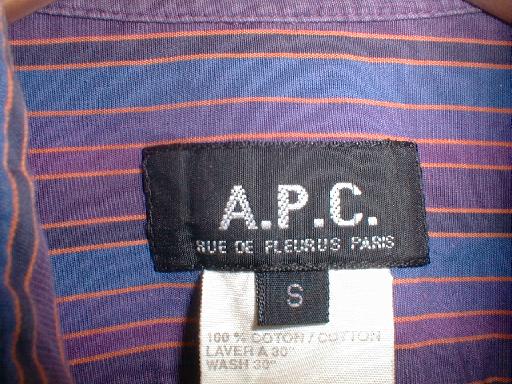 A.P.C.
RUE DE FLEURUS PARIS
S
100 % COTON / COTTON
LAVER A 30°
WASH 30°